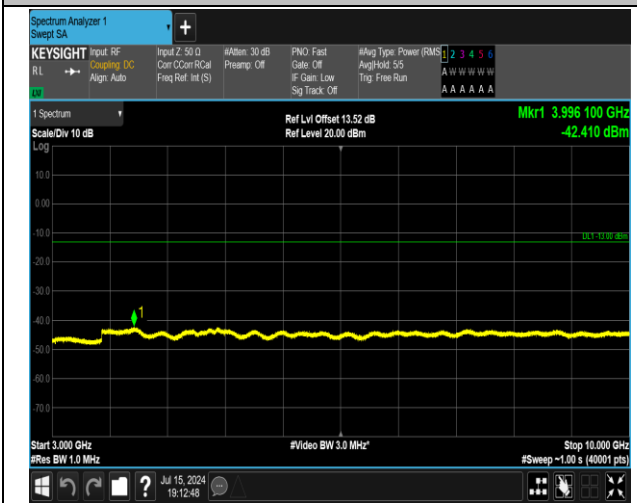 Spectrum Analyzer 1
Swept SA
+
KEYSIGHT
RL
Input: RF
Coupling: DC
Align: Auto
Input Z: 50 Ω
Corr CCorr RCal
Freq Ref: Int (S)
#Atten: 30 dB
Preamp: Off
PNO: Fast
Gate: Off
IF Gain: Low
Sig Track: Off
#Avg Type: Power (RMS
Avg|Hold: 5/5
Trig: Free Run
1 2 3 4 5 6
A W W W W W
A A A A A A
1 Spectrum
Scale/Div 10 dB
Log
Ref Lvl Offset 13.52 dB
Ref Level 20.00 dBm
Mkr1 3.996 100 GHz
-42.410 dBm
10.0
0.00
-10.0
DL1 -13.00 dBm
-20.0
-30.0
1
-40.0
-50.0
-60.0
-70.0
Start 3.000 GHz
#Video BW 3.0 MHz*
Stop 10.000 GHz
#Res BW 1.0 MHz
#Sweep ~1.00 s (40001 pts)
?
Jul 15, 2024
19:12:48